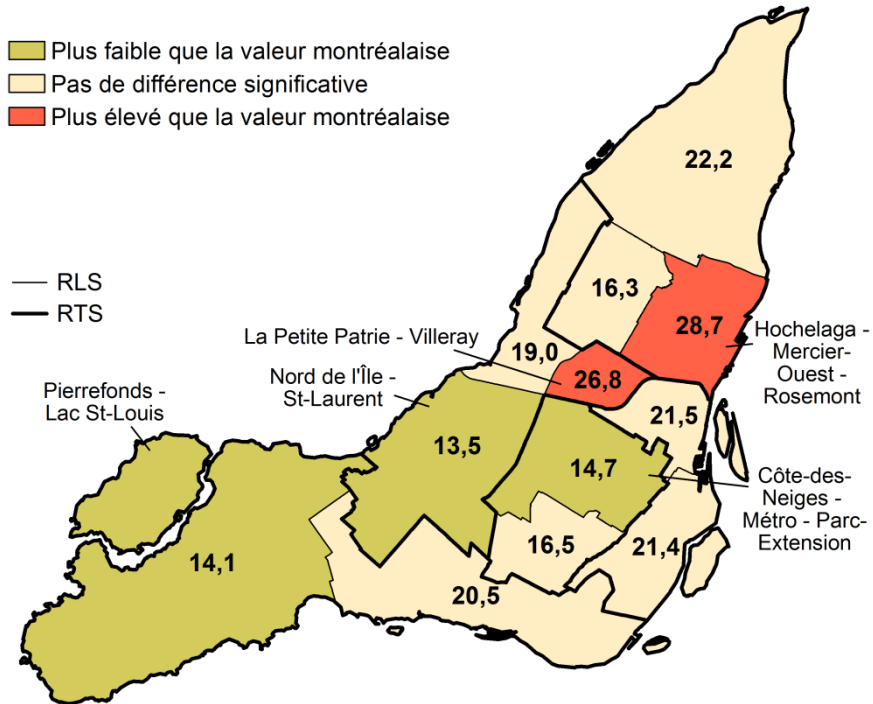 Plus faible que la valeur montréalaise
Pas de différence significative
Plus élevé que la valeur montréalaise
RLS
RTS
22,2
16,3
28,7
Hochelaga -
Mercier-
Ouest -
Rosemont
La Petite Patrie - Villeray
19,0
26,8
Nord de l'Île -
St-Laurent
21,5
Pierrefonds -
Lac St-Louis
13,5
14,7
Côte-des-
Neiges -
Métro - Parc-
Extension
16,5
21,4
14,1
20,5